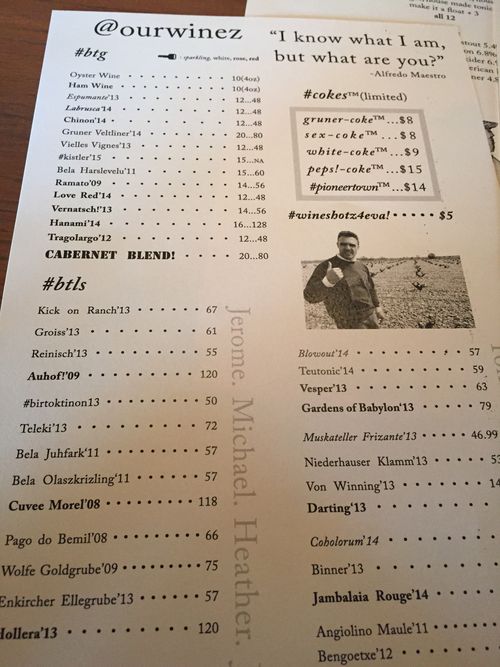 @ourwinez
#btg
: sparkling, white, rose, red
Oyster Wine 10(4oz)
Ham Wine 10(4oz)
Espumante'13 12...48
Labrusca'14 12...48
Chinon'14 12...48
Gruner Veltliner'14 20...80
Vielles Vignes'13 12...48
#kistler'15 15...NA
Bela Harslevelu'11 15...60
Ramato'09 14...56
Love Red'14 12...48
Vernatsch!'13 14...56
Hanami'14 16...128
Tragolargo'12 12...48
CABERNET BLEND! 20...80
#btls
Kick on Ranch'13 67
Groiss'13 61
Reinisch'13 55
Auhof!'09 120
#birtoktinon13 50
Teleki'13 72
Bela Juhfark'11 57
Bela Olaszkrizling'11 57
Cuvee Morel'08 118
Pago do Bemil'08 66
Wolfe Goldgrube'09 75
Enkircher Ellegrube'13 57
Hollera'13 120
Jerome. Michael. Heather.
"I know what I am,
but what are you?"
-Alfredo Maestro
#cokes™(limited)
gruner-coke™...$8
sex-coke™...$8
white-coke™...$9
peps!-coke™...$15
#pioneertown™...$14
#wineshotz4eva! $5
Blowout'14 57
Teutonic'14 59
Vesper'13 63
Gardens of Babylon'13 79
Muskateller Frizante'13 46.99
Niederhauser Klamm'13
Von Winning'13
Darting'13
Coholorum'14
Binner'13
Jambalaia Rouge'14
Angiolino Maule'11
Bengoetxe'12
house made tonic
make it a float + 3
all 12